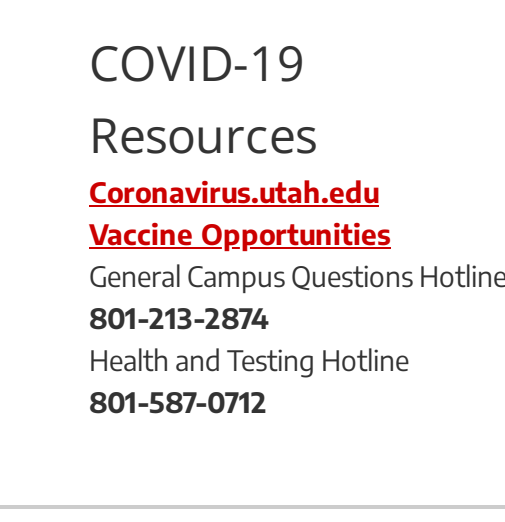 COVID-19
Resources
Coronavirus.utah.edu
Vaccine Opportunities
General Campus Questions Hotline
801-213-2874
Health and Testing Hotline
801-587-0712